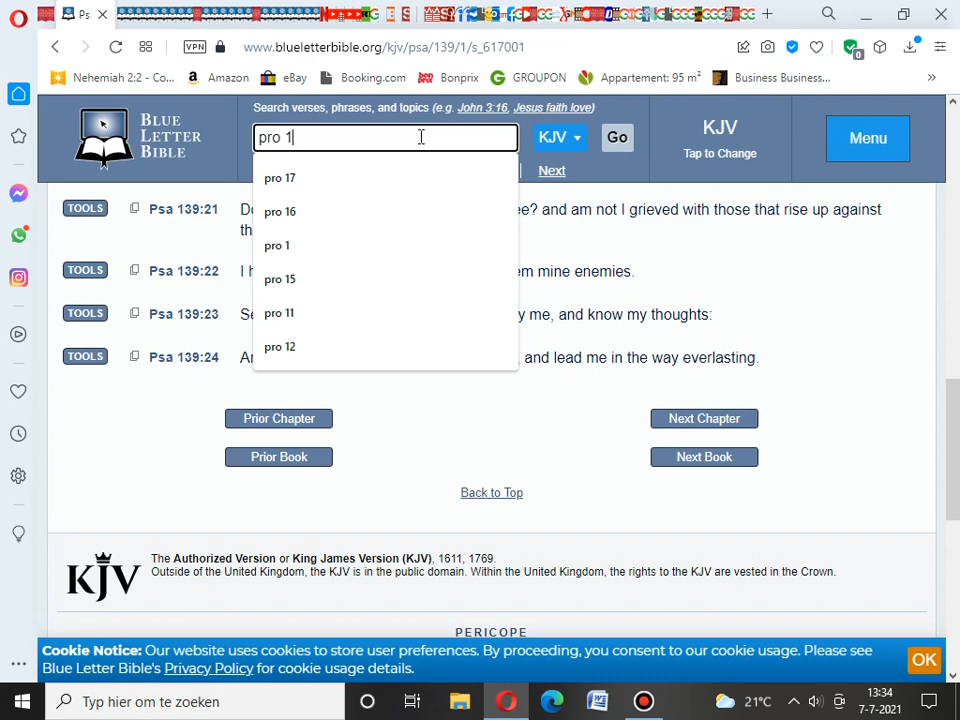 Ps
www.blueletterbible.org/kjv/psa/139/1/s_617001
VPN
0
Nehemiah 2:2 - Co...
Amazon
eBay
Booking.com
Bonprix
GROUPON
Appartement: 95 m²
Business Business...
»
BLUE
LETTER
BIBLE
Search verses, phrases, and topics (e.g. John 3:16, Jesus faith love)
pro 1
KJV
Go
Next
KJV
Tap to Change
Menu
pro 17
pro 16
pro 1
pro 15
pro 11
pro 12
TOOLS Psa 139:21 D ee? and am not I grieved with those that rise up against
th
TOOLS Psa 139:22 I h em mine enemies.
TOOLS Psa 139:23 Se y me, and know my thoughts:
TOOLS Psa 139:24 An , and lead me in the way everlasting.
Prior Chapter
Next Chapter
Prior Book
Next Book
Back to Top
KJV
The Authorized Version or King James Version (KJV), 1611, 1769.
Outside of the United Kingdom, the KJV is in the public domain. Within the United Kingdom, the rights to the KJV are vested in the Crown.
PERICOPE
Cookie Notice: Our website uses cookies to store user preferences. By proceeding, you consent to our cookie usage. Please see
Blue Letter Bible's Privacy Policy for cookie usage details.
OK
Typ hier om te zoeken
21°C
13:34
7-7-2021